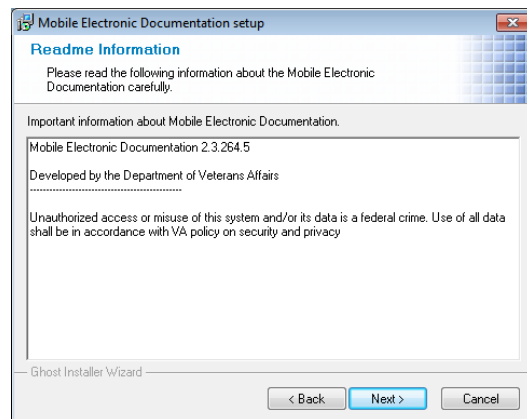 Mobile Electronic Documentation setup
Readme Information
Please read the following information about the Mobile Electronic
Documentation carefully.
Important information about Mobile Electronic Documentation.
Mobile Electronic Documentation 2.3.264.5
Developed by the Department of Veterans Affairs
----------------------------------------------
Unauthorized access or misuse of this system and/or its data is a federal crime. Use of all data
shall be in accordance with VA policy on security and privacy
Ghost Installer Wizard
< Back
Next >
Cancel